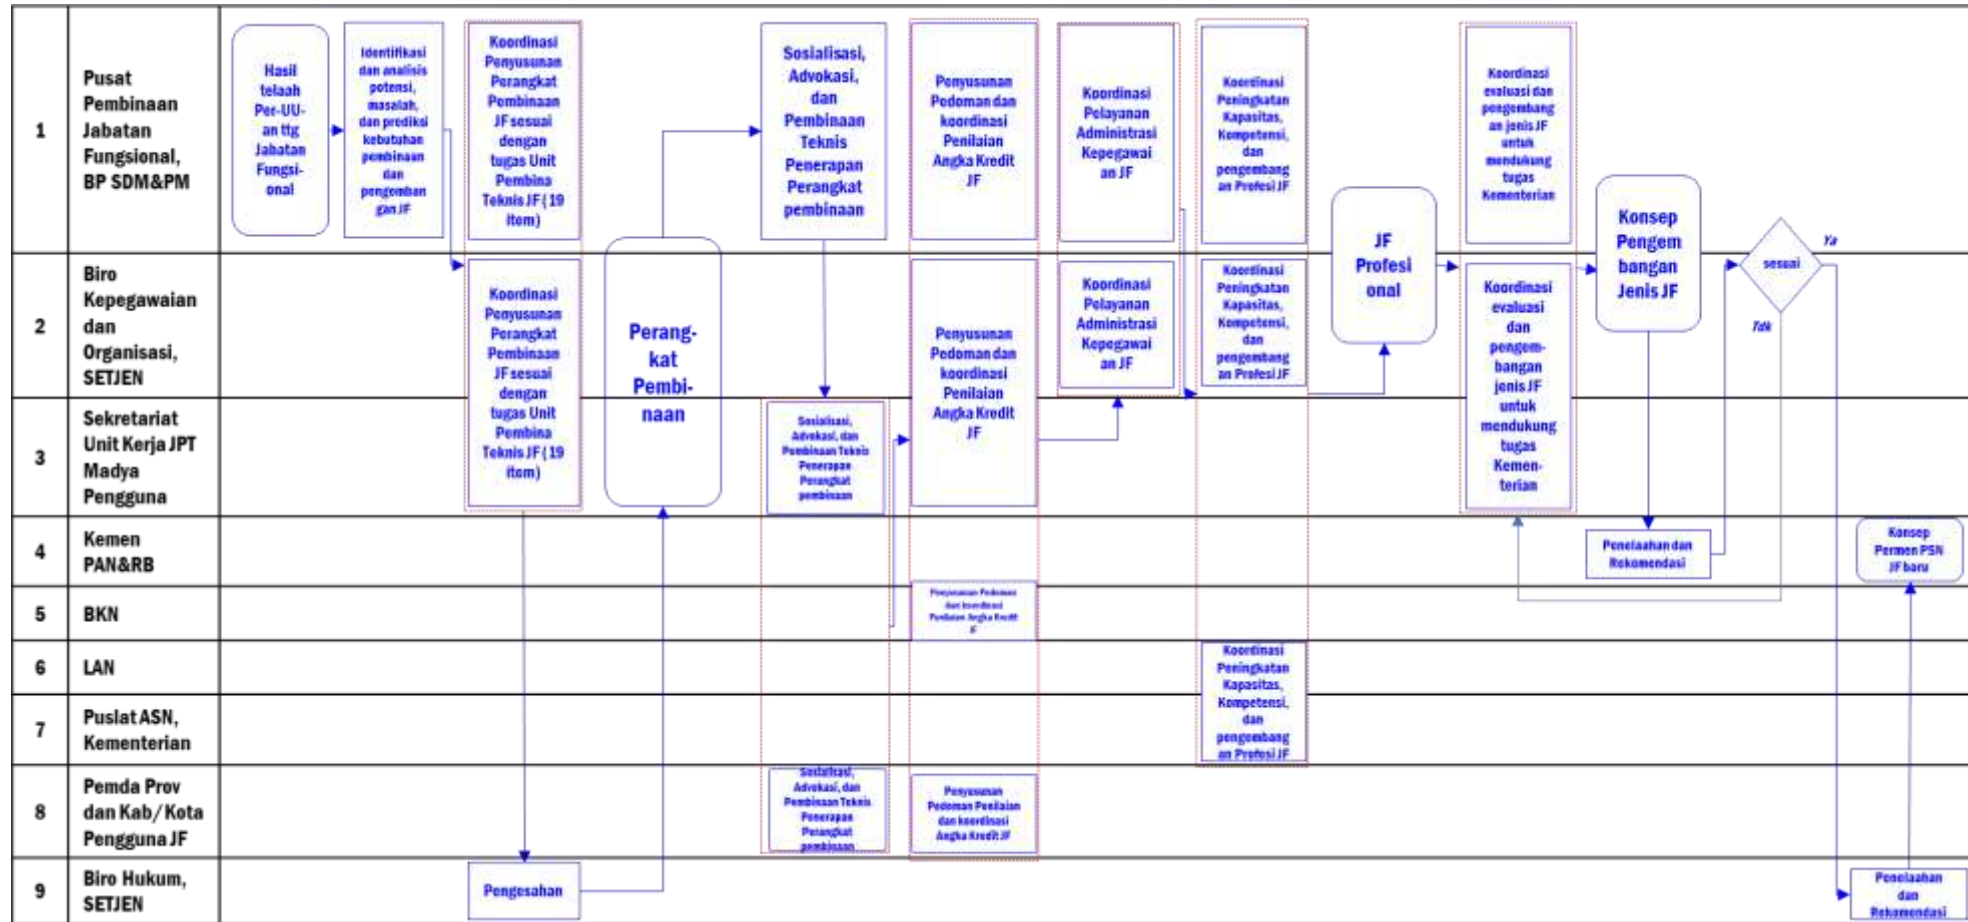 1
Pusat
Pembinaan
Jabatan
Fungsional,
BP SDM&PM
Hasil
telaah
Per-UU-
an ttg
Jabatan
Fungsi-
onal
Identifikasi
dan analisis
potensi,
masalah,
dan prediksi
kebutuhan
pembinaan
dan
pengemban
gan JF
Koordinasi
Penyusunan
Perangkat
Pembinaan
JF sesuai
dengan
tugas Unit
Pembina
Teknis JF (19
item)
Sosialisasi,
Advokasi,
dan
Pembinaan
Teknis
Penerapan
Perangkat
pembinaan
Penyusunan
Pedoman dan
koordinasi
Penilaian
Angka Kredit
JF
Koordinasi
Pelayanan
Administrasi
Kepegawai
an JF
Koordinasi
Peningkatan
Kapasitas,
Kompetensi,
dan
pengembang
an Profesi JF
JF
Profesi
onal
Koordinasi
evaluasi dan
pengembang
an jenis JF
untuk
mendukung
tugas
Kementerian
Konsep
Pengem
bangan
Jenis JF
sesuai
Ya
Tdk
2
Biro
Kepegawaian
dan
Organisasi,
SETJEN
Koordinasi
Penyusunan
Perangkat
Pembinaan
JF sesuai
dengan
tugas Unit
Pembina
Teknis JF (19
item)
Perang-
kat
Pembi-
naan
Penyusunan
Pedoman dan
koordinasi
Penilaian
Angka Kredit
JF
Koordinasi
Pelayanan
Administrasi
Kepegawai
an JF
Koordinasi
Peningkatan
Kapasitas,
Kompetensi,
dan
pengembang
an Profesi JF
Koordinasi
evaluasi
dan
pengem-
bangan
jenis JF
untuk
mendukung
tugas
Kemen-
terian
3
Sekretariat
Unit Kerja JPT
Madya
Pengguna
Sosialisasi,
Advokasi, dan
Pembinaan Teknis
Penerapan
Perangkat
pembinaan
4
Kemen
PAN&RB
Penelaahan dan
Rekomendasi
Konsep
Permen PSN
JF baru
5
BKN
Penyusunan Pedoman
dan koordinasi
Penilaian Angka Kredit
JF
6
LAN
Koordinasi
Peningkatan
Kapasitas,
Kompetensi,
dan
pengembang
an Profesi JF
7
Puslat ASN,
Kementerian
8
Pemda Prov
dan Kab/Kota
Pengguna JF
Sosialisasi,
Advokasi, dan
Pembinaan Teknis
Penerapan
Perangkat
pembinaan
Penyusunan
Pedoman Penilaian
dan koordinasi
Angka Kredit JF
9
Biro Hukum,
SETJEN
Pengesahan
Penelaahan
dan
Rekomendasi